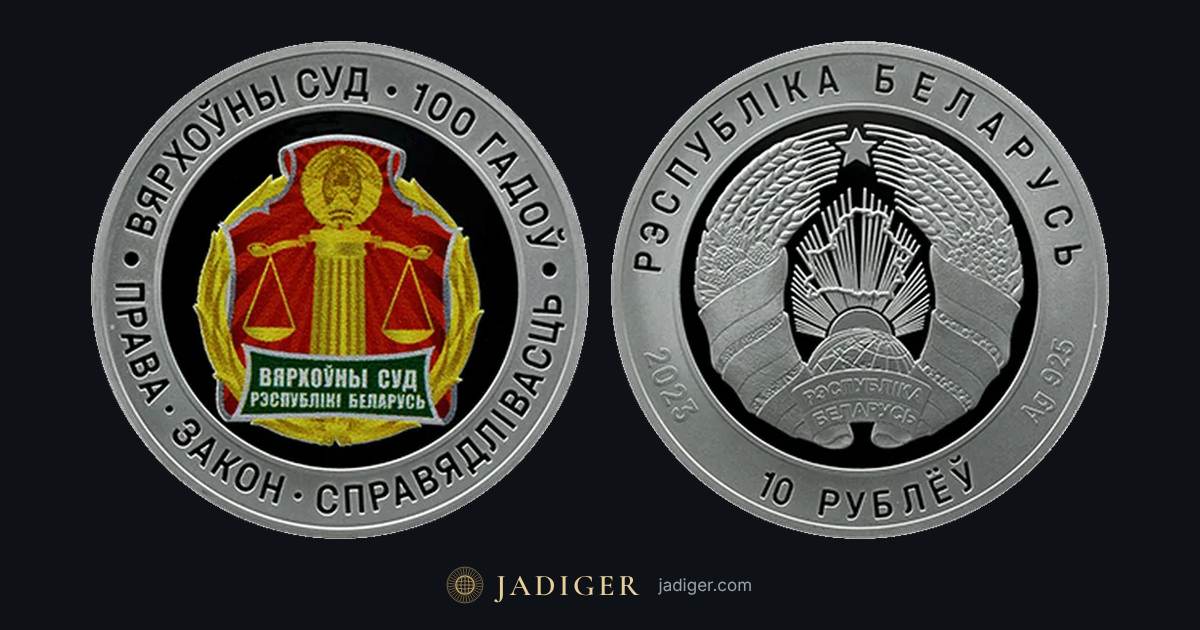 ВЯРХОЎНЫ СУД • 100 ГАДОЎ •
ПРАВА • ЗАКОН • СПРАВЯДЛІВАСЦЬ •
ВЯРХОЎНЫ СУД
РЭСПУБЛІКІ БЕЛАРУСЬ
РЭСПУБЛІКА БЕЛАРУСЬ
2023
Ag 925
РЭСПУБЛІКА
БЕЛАРУСЬ
10 РУБЛЁЎ
JADIGER
jadiger.com